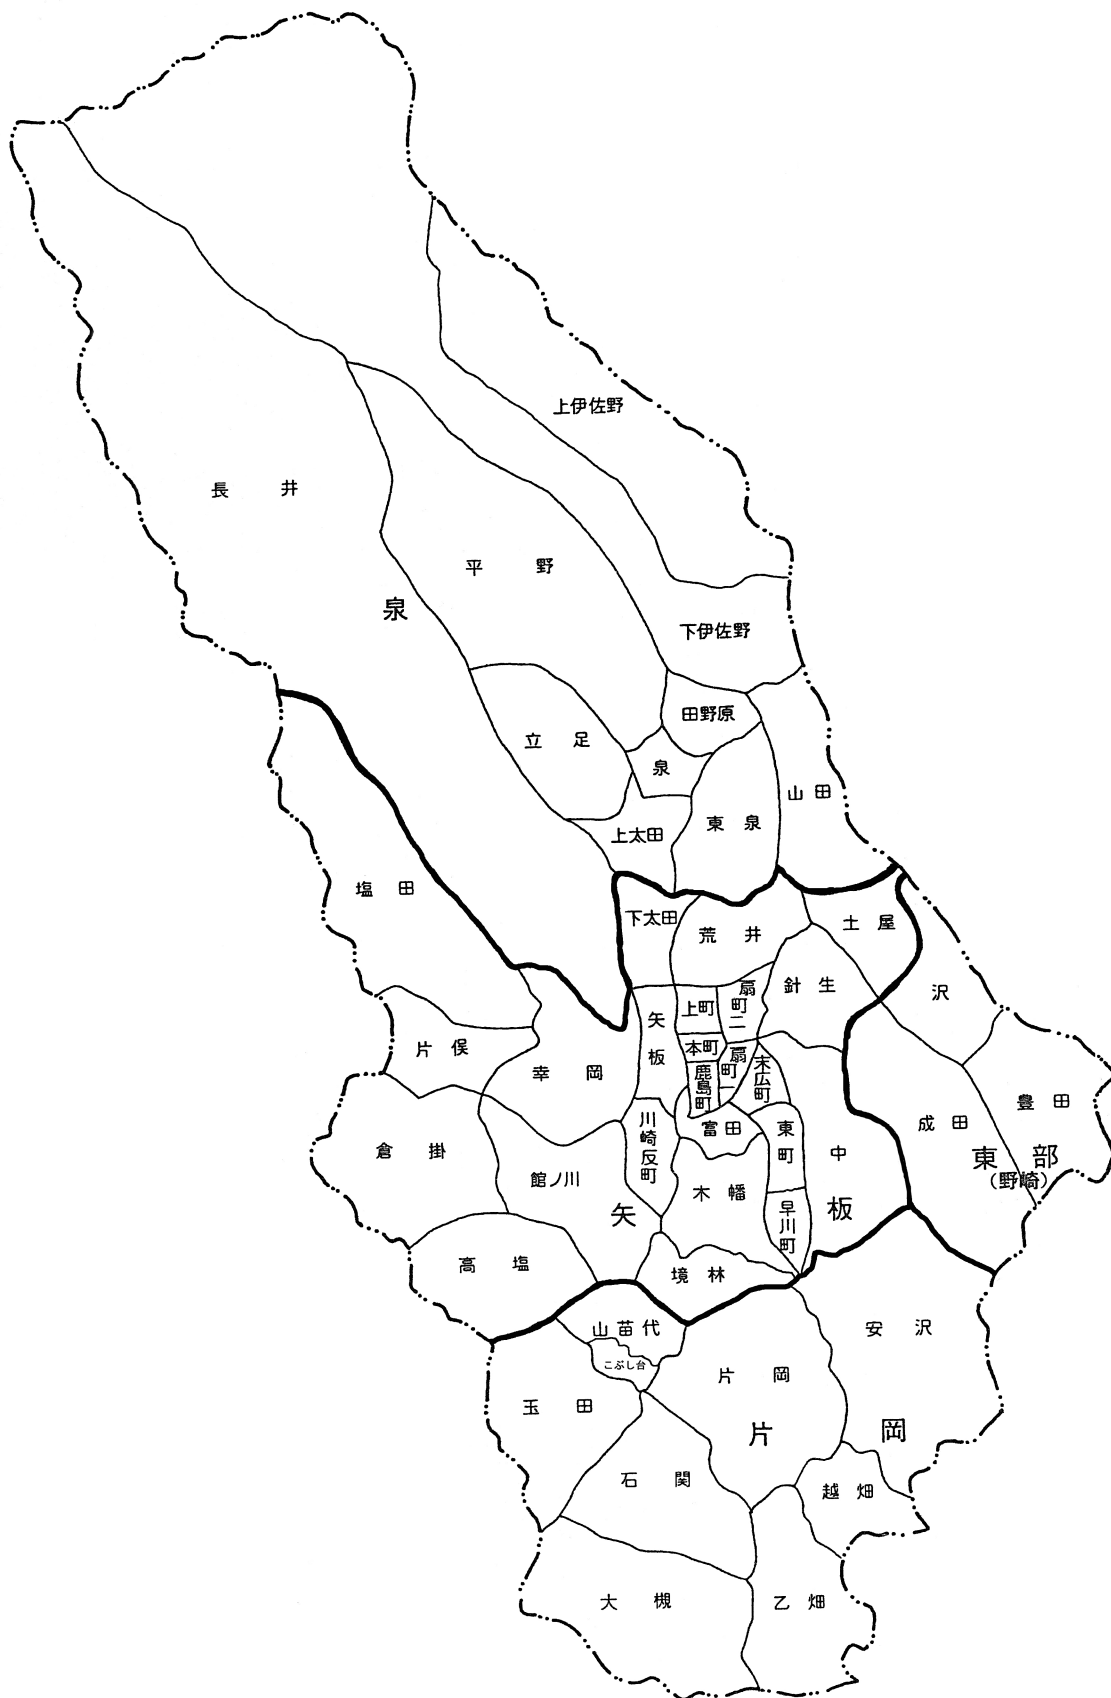 上伊佐野
長井
平野
泉
下伊佐野
田野原
立足
泉
山田
東泉
上太田
塩田
下太田
荒井
土屋
針生
沢
扇町二
上町
矢板
本町
扇町一
片俣
幸岡
鹿島町
末広町
豊田
成田
富田
川崎反町
東町
倉掛
中
東部
(野崎)
館ノ川
木幡
矢板
早川町
高塩
境林
山苗代
安沢
こぶし台
片岡
玉田
片岡
石関
越畑
大槻
乙畑